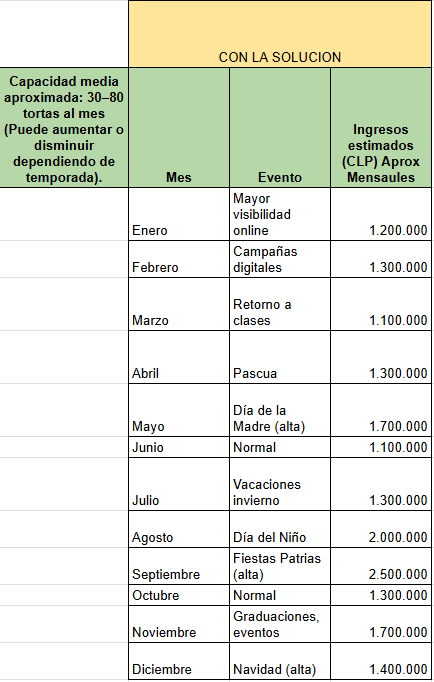 CON LA SOLUCION
Capacidad media
aproximada: 30–80
tortas al mes
(Puede aumentar o
disminuir
dependiendo de
temporada).
Mes
Evento
Ingresos
estimados
(CLP) Aprox
Mensaules
Enero
Mayor
visibilidad
online
1.200.000
Febrero
Campañas
digitales
1.300.000
Marzo
Retorno a
clases
1.100.000
Abril
Pascua
1.300.000
Mayo
Día de la
Madre (alta)
1.700.000
Junio
Normal
1.100.000
Julio
Vacaciones
invierno
1.300.000
Agosto
Día del Niño
2.000.000
Septiembre
Fiestas Patrias
(alta)
2.500.000
Octubre
Normal
1.300.000
Noviembre
Graduaciones,
eventos
1.700.000
Diciembre
Navidad (alta)
1.400.000